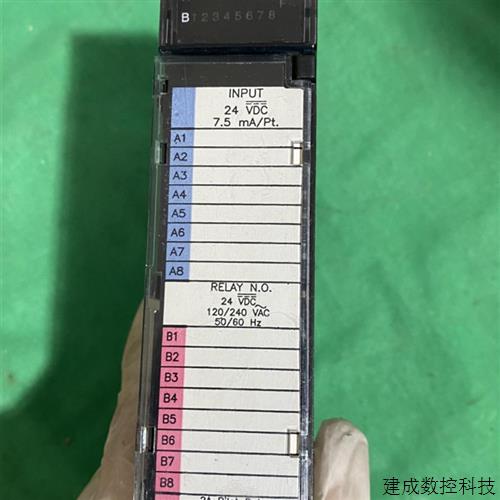 B12345678
INPUT
24 VDC
7.5 mA/Pt.
A1
A2
A3
A4
A5
A6
A7
A8
RELAY N.O.
24 VDC
120/240 VAC
50/60 Hz
B1
B2
B3
B4
B5
B6
B7
B8
建成数控科技